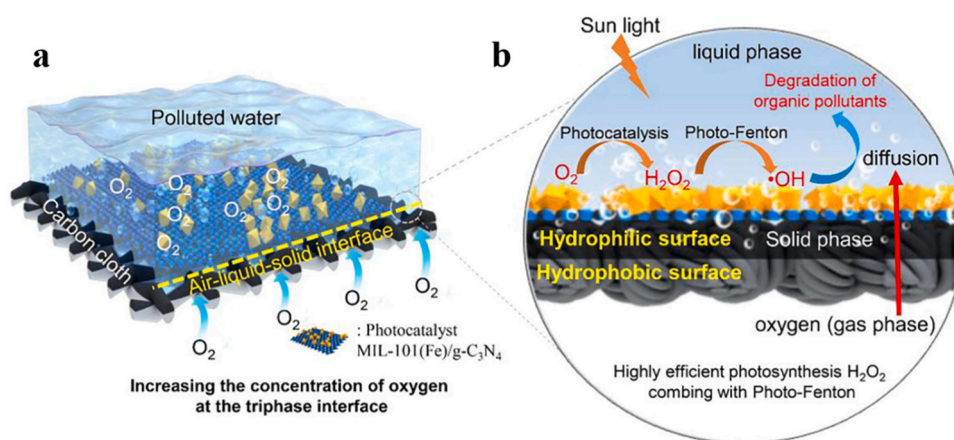 a
Polluted water
O₂
O₂
O₂
O₂
O₂
O₂
O₂
O₂
Carbon cloth
Air-liquid-solid interface
O₂
O₂
O₂
O₂
: Photocatalyst
MIL-101(Fe)/g-C₃N₄
Increasing the concentration of oxygen
at the triphase interface
b
Sun light
liquid phase
Degradation of
organic pollutants
Photocatalysis
Photo-Fenton
diffusion
O₂
H₂O₂
•OH
Hydrophilic surface
Solid phase
Hydrophobic surface
oxygen (gas phase)
Highly efficient photosynthesis H₂O₂
combing with Photo-Fenton